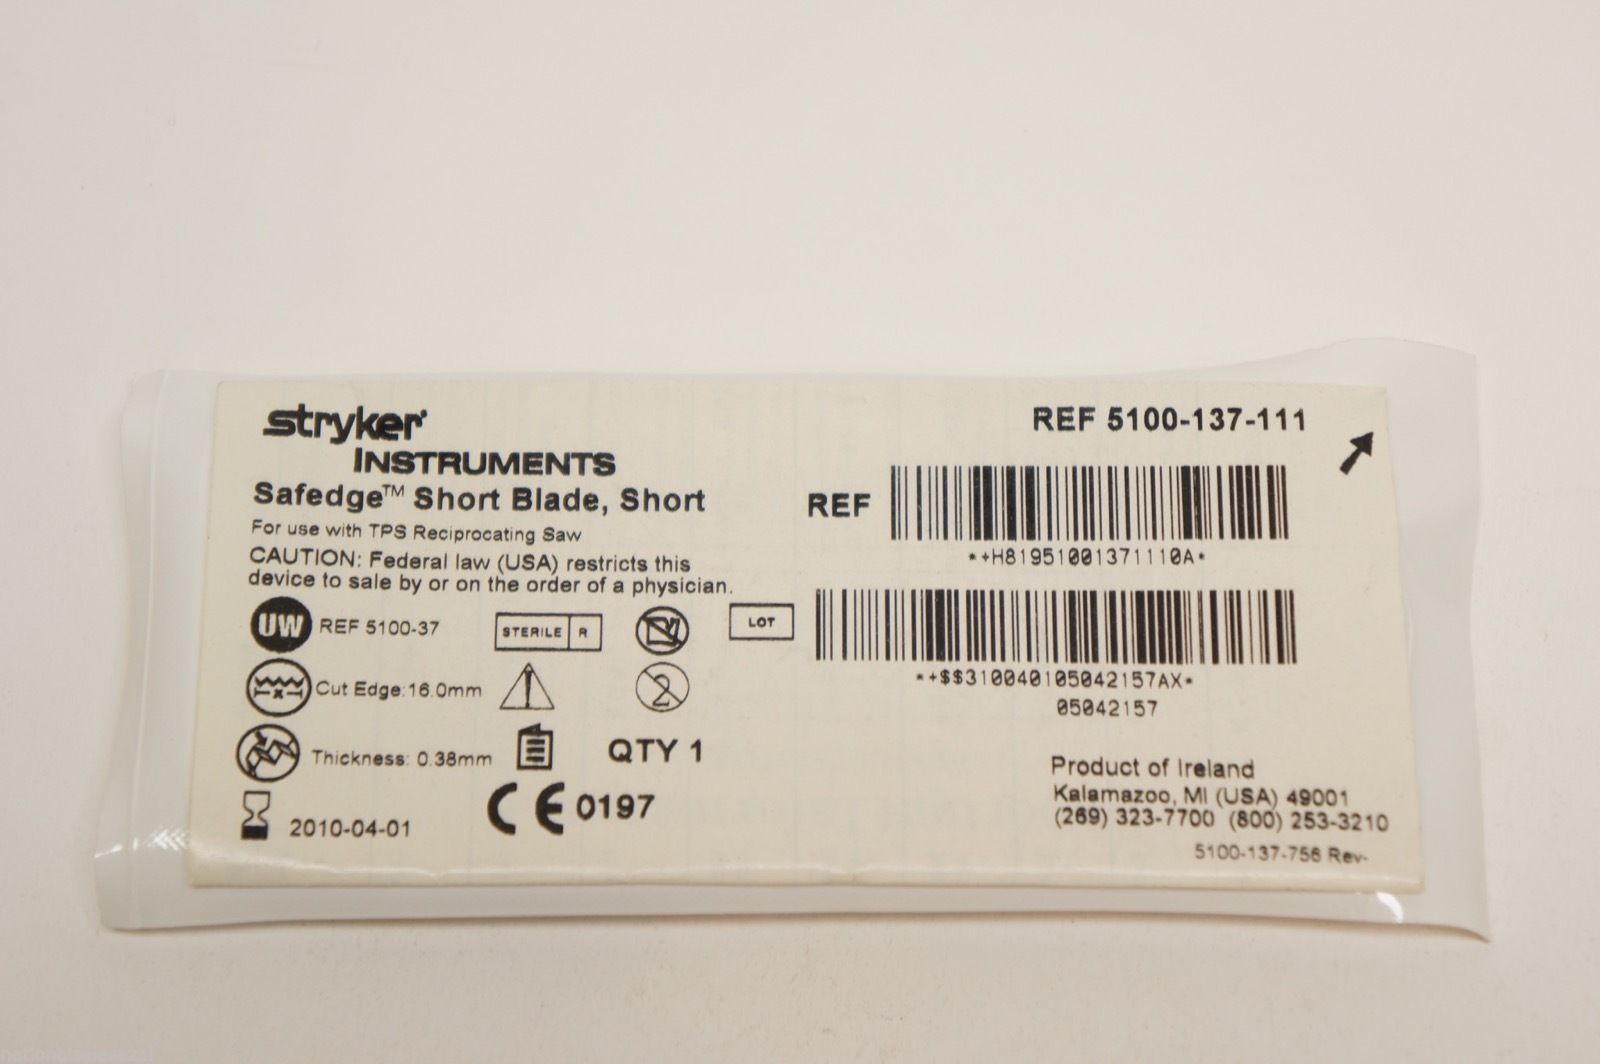 stryker
INSTRUMENTS
Safedge™ Short Blade, Short
For use with TPS Reciprocating Saw
CAUTION: Federal law (USA) restricts this
device to sale by or on the order of a physician.
UW REF 5100-37
Cut Edge:16.0mm
Thickness: 0.38mm
2010-04-01
STERILE R
2
QTY 1
CE 0197
REF 5100-137-111
REF
*+H81951001371110A*
LOT
*+$$310040105042157AX*
05042157
Product of Ireland
Kalamazoo, MI (USA) 49001
(269) 323-7700 (800) 253-3210
5100-137-756 Rev-